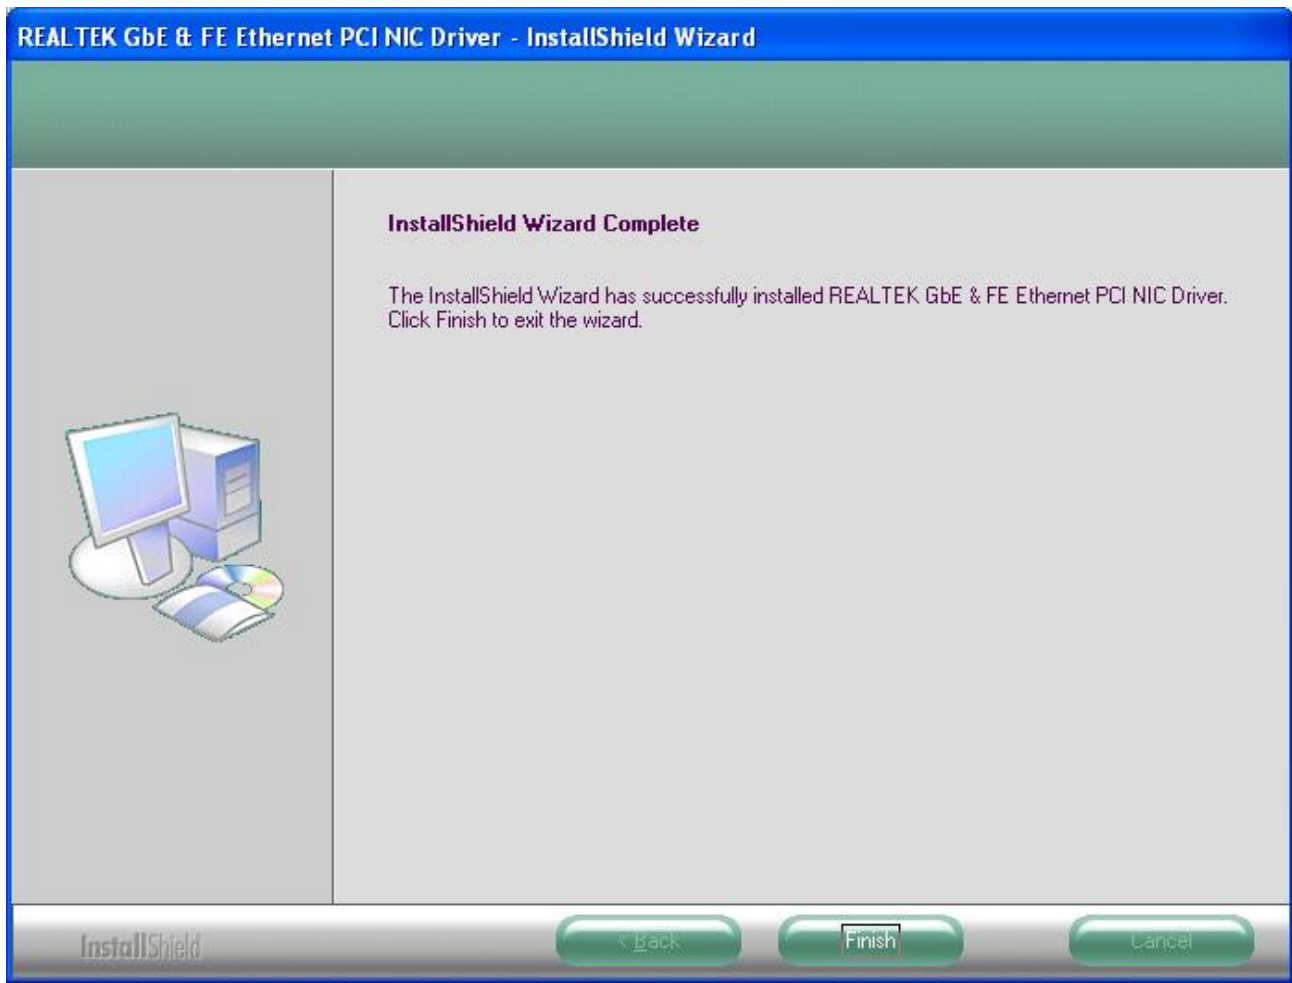 REALTEK GbE & FE Ethernet PCI NIC Driver - InstallShield Wizard
InstallShield Wizard Complete
The InstallShield Wizard has successfully installed REALTEK GbE & FE Ethernet PCI NIC Driver.
Click Finish to exit the wizard.
InstallShield
< Back
Finish
Cancel